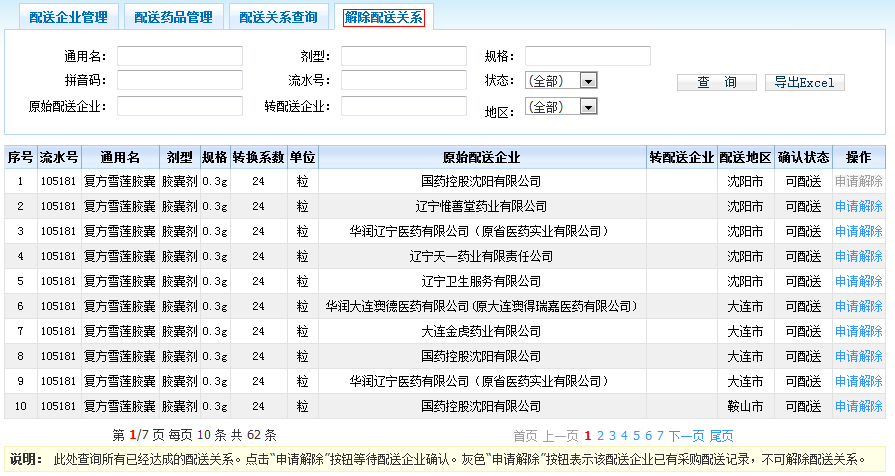 配送企业管理 配送药品管理 配送关系查询 解除配送关系
通用名： 剂型： 规格：
拼音码： 流水号： 状态： (全部) 查 询 导出Excel
原始配送企业： 转配送企业： 地区： (全部)
序号 流水号 通用名 剂型 规格 转换系数 单位 原始配送企业 转配送企业 配送地区 确认状态 操作
1 105181 复方雪莲胶囊 胶囊剂 0.3g 24 粒 国药控股沈阳有限公司 沈阳市 可配送 申请解除
2 105181 复方雪莲胶囊 胶囊剂 0.3g 24 粒 辽宁惟善堂药业有限公司 沈阳市 可配送 申请解除
3 105181 复方雪莲胶囊 胶囊剂 0.3g 24 粒 华润辽宁医药有限公司（原省医药实业有限公司） 沈阳市 可配送 申请解除
4 105181 复方雪莲胶囊 胶囊剂 0.3g 24 粒 辽宁天一药业有限责任公司 沈阳市 可配送 申请解除
5 105181 复方雪莲胶囊 胶囊剂 0.3g 24 粒 辽宁卫生服务有限公司 沈阳市 可配送 申请解除
6 105181 复方雪莲胶囊 胶囊剂 0.3g 24 粒 华润大连澳德医药有限公司(原大连澳得瑞嘉医药有限公司) 大连市 可配送 申请解除
7 105181 复方雪莲胶囊 胶囊剂 0.3g 24 粒 大连金虎药业有限公司 大连市 可配送 申请解除
8 105181 复方雪莲胶囊 胶囊剂 0.3g 24 粒 国药控股沈阳有限公司 大连市 可配送 申请解除
9 105181 复方雪莲胶囊 胶囊剂 0.3g 24 粒 华润辽宁医药有限公司（原省医药实业有限公司） 大连市 可配送 申请解除
10 105181 复方雪莲胶囊 胶囊剂 0.3g 24 粒 国药控股沈阳有限公司 鞍山市 可配送 申请解除
第 1/7 页 每页 10 条 共 62 条 首页 上一页 1 2 3 4 5 6 7 下一页 尾页
说明： 此处查询所有已经达成的配送关系。点击“申请解除”按钮等待配送企业确认。灰色“申请解除”按钮表示该配送企业已有采购配送记录，不可解除配送关系。